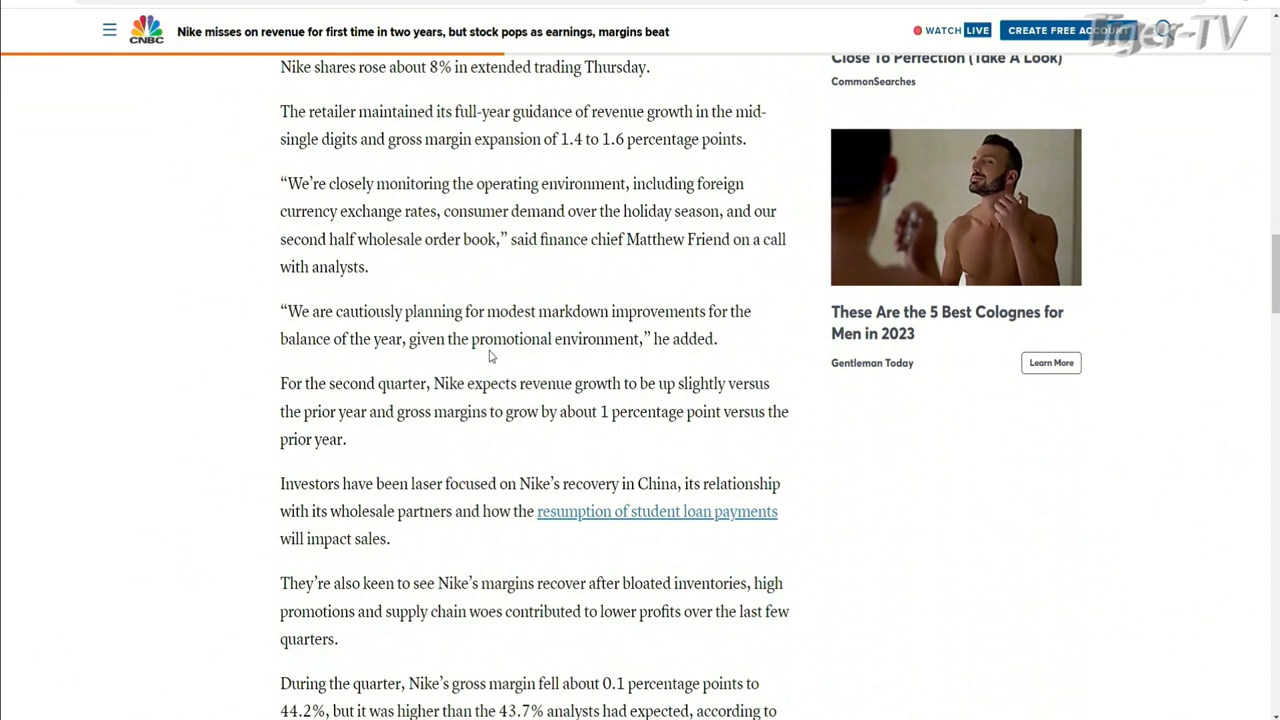 CNBC
Nike misses on revenue for first time in two years, but stock pops as earnings, margins beat
WATCH LIVE
CREATE FREE ACCOUNT
Tiger-TV
Nike shares rose about 8% in extended trading Thursday.
The retailer maintained its full-year guidance of revenue growth in the mid-
single digits and gross margin expansion of 1.4 to 1.6 percentage points.
“We’re closely monitoring the operating environment, including foreign
currency exchange rates, consumer demand over the holiday season, and our
second half wholesale order book,” said finance chief Matthew Friend on a call
with analysts.
“We are cautiously planning for modest markdown improvements for the
balance of the year, given the promotional environment,” he added.
For the second quarter, Nike expects revenue growth to be up slightly versus
the prior year and gross margins to grow by about 1 percentage point versus the
prior year.
Investors have been laser focused on Nike’s recovery in China, its relationship
with its wholesale partners and how the resumption of student loan payments
will impact sales.
They’re also keen to see Nike’s margins recover after bloated inventories, high
promotions and supply chain woes contributed to lower profits over the last few
quarters.
During the quarter, Nike’s gross margin fell about 0.1 percentage points to
44.2%, but it was higher than the 43.7% analysts had expected, according to
Close To Perfection (Take A Look)
CommonSearches
These Are the 5 Best Colognes for
Men in 2023
Gentleman Today
Learn More